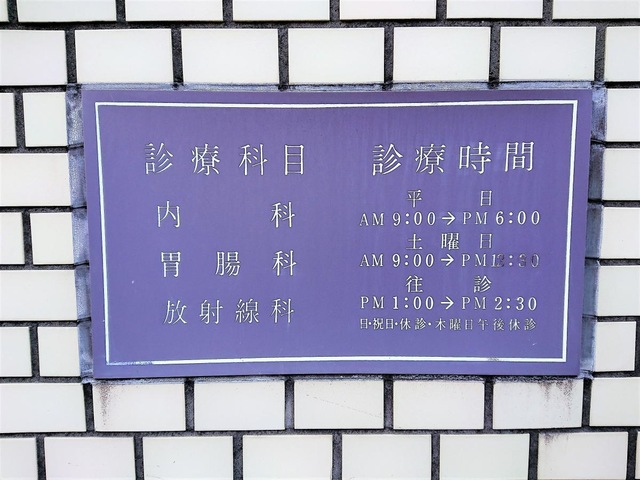 診療科目
内科
胃腸科
放射線科
診療時間
平日
AM 9:00→PM 6:00
土曜日
AM 9:00→PM
往診
PM 1:00→PM 2:30
日・祝日・休診・木曜日午後休診